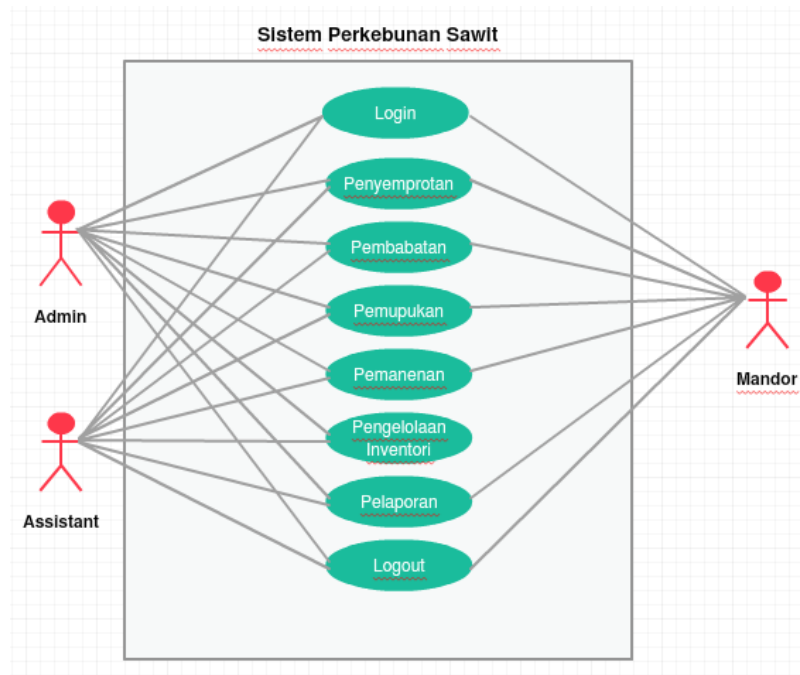 Sistem Perkebunan Sawit
Login
Penyemprotan
Pembabatan
Pemupukan
Pemanenan
Pengelolaan
Inventori
Pelaporan
Logout
Admin
Assistant
Mandor